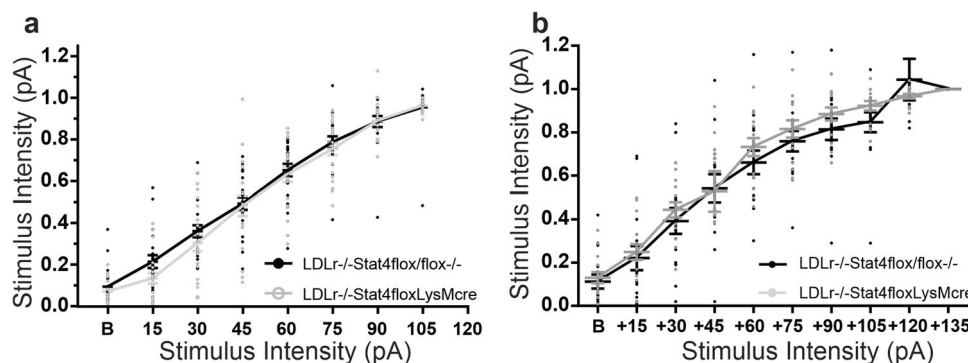 a
Stimulus Intensity (pA)
1.2
1.0
0.8
0.6
0.4
0.2
0.0
B 15 30 45 60 75 90 105 120
Stimulus Intensity (pA)
LDLr-/-Stat4flox/flox-/-
LDLr-/-Stat4floxLysMcre
b
Stimulus Intensity (pA)
1.2
1.0
0.8
0.6
0.4
0.2
0.0
B +15 +30 +45 +60 +75 +90 +105 +120 +135
Stimulus Intensity (pA)
LDLr-/-Stat4flox/flox-/-
LDLr-/-Stat4floxLysMcre